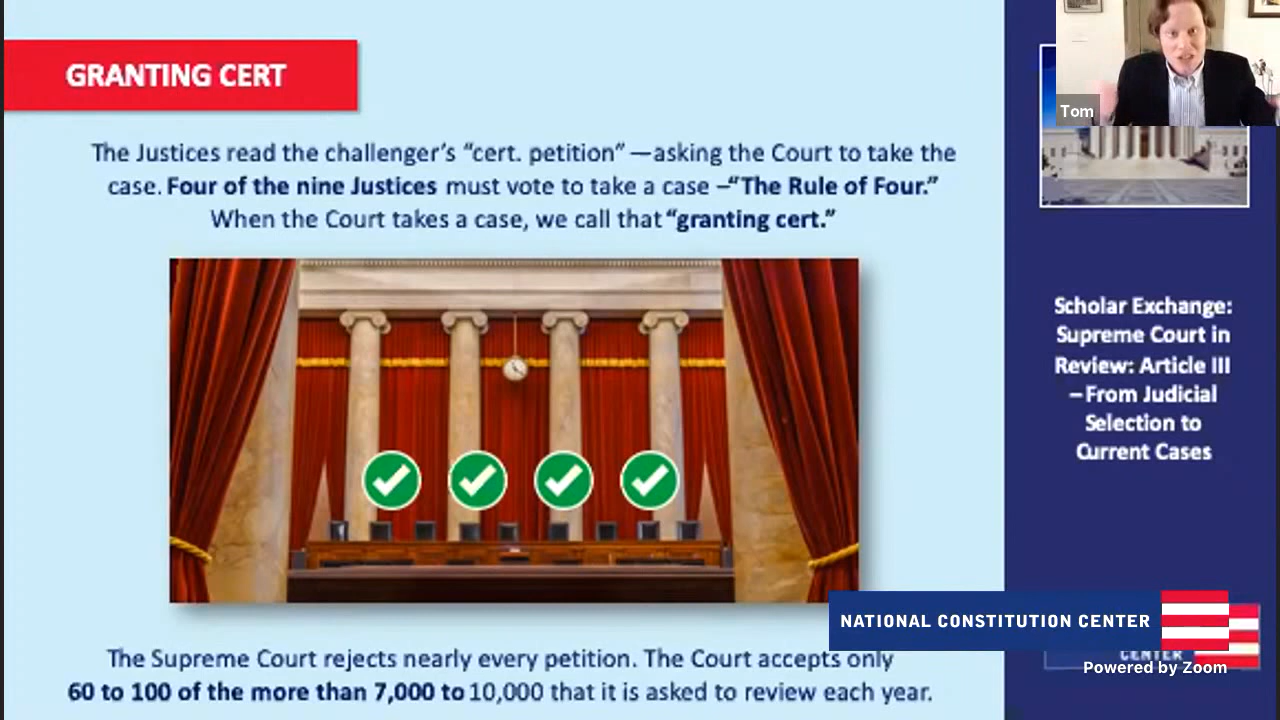 GRANTING CERT
The Justices read the challenger’s “cert. petition” —asking the Court to take the
case. Four of the nine Justices must vote to take a case –“The Rule of Four.”
When the Court takes a case, we call that “granting cert.”
The Supreme Court rejects nearly every petition. The Court accepts only
60 to 100 of the more than 7,000 to 10,000 that it is asked to review each year.
Tom
Scholar Exchange:
Supreme Court in
Review: Article III
– From Judicial
Selection to
Current Cases
NATIONAL CONSTITUTION CENTER
CENTER
Powered by Zoom